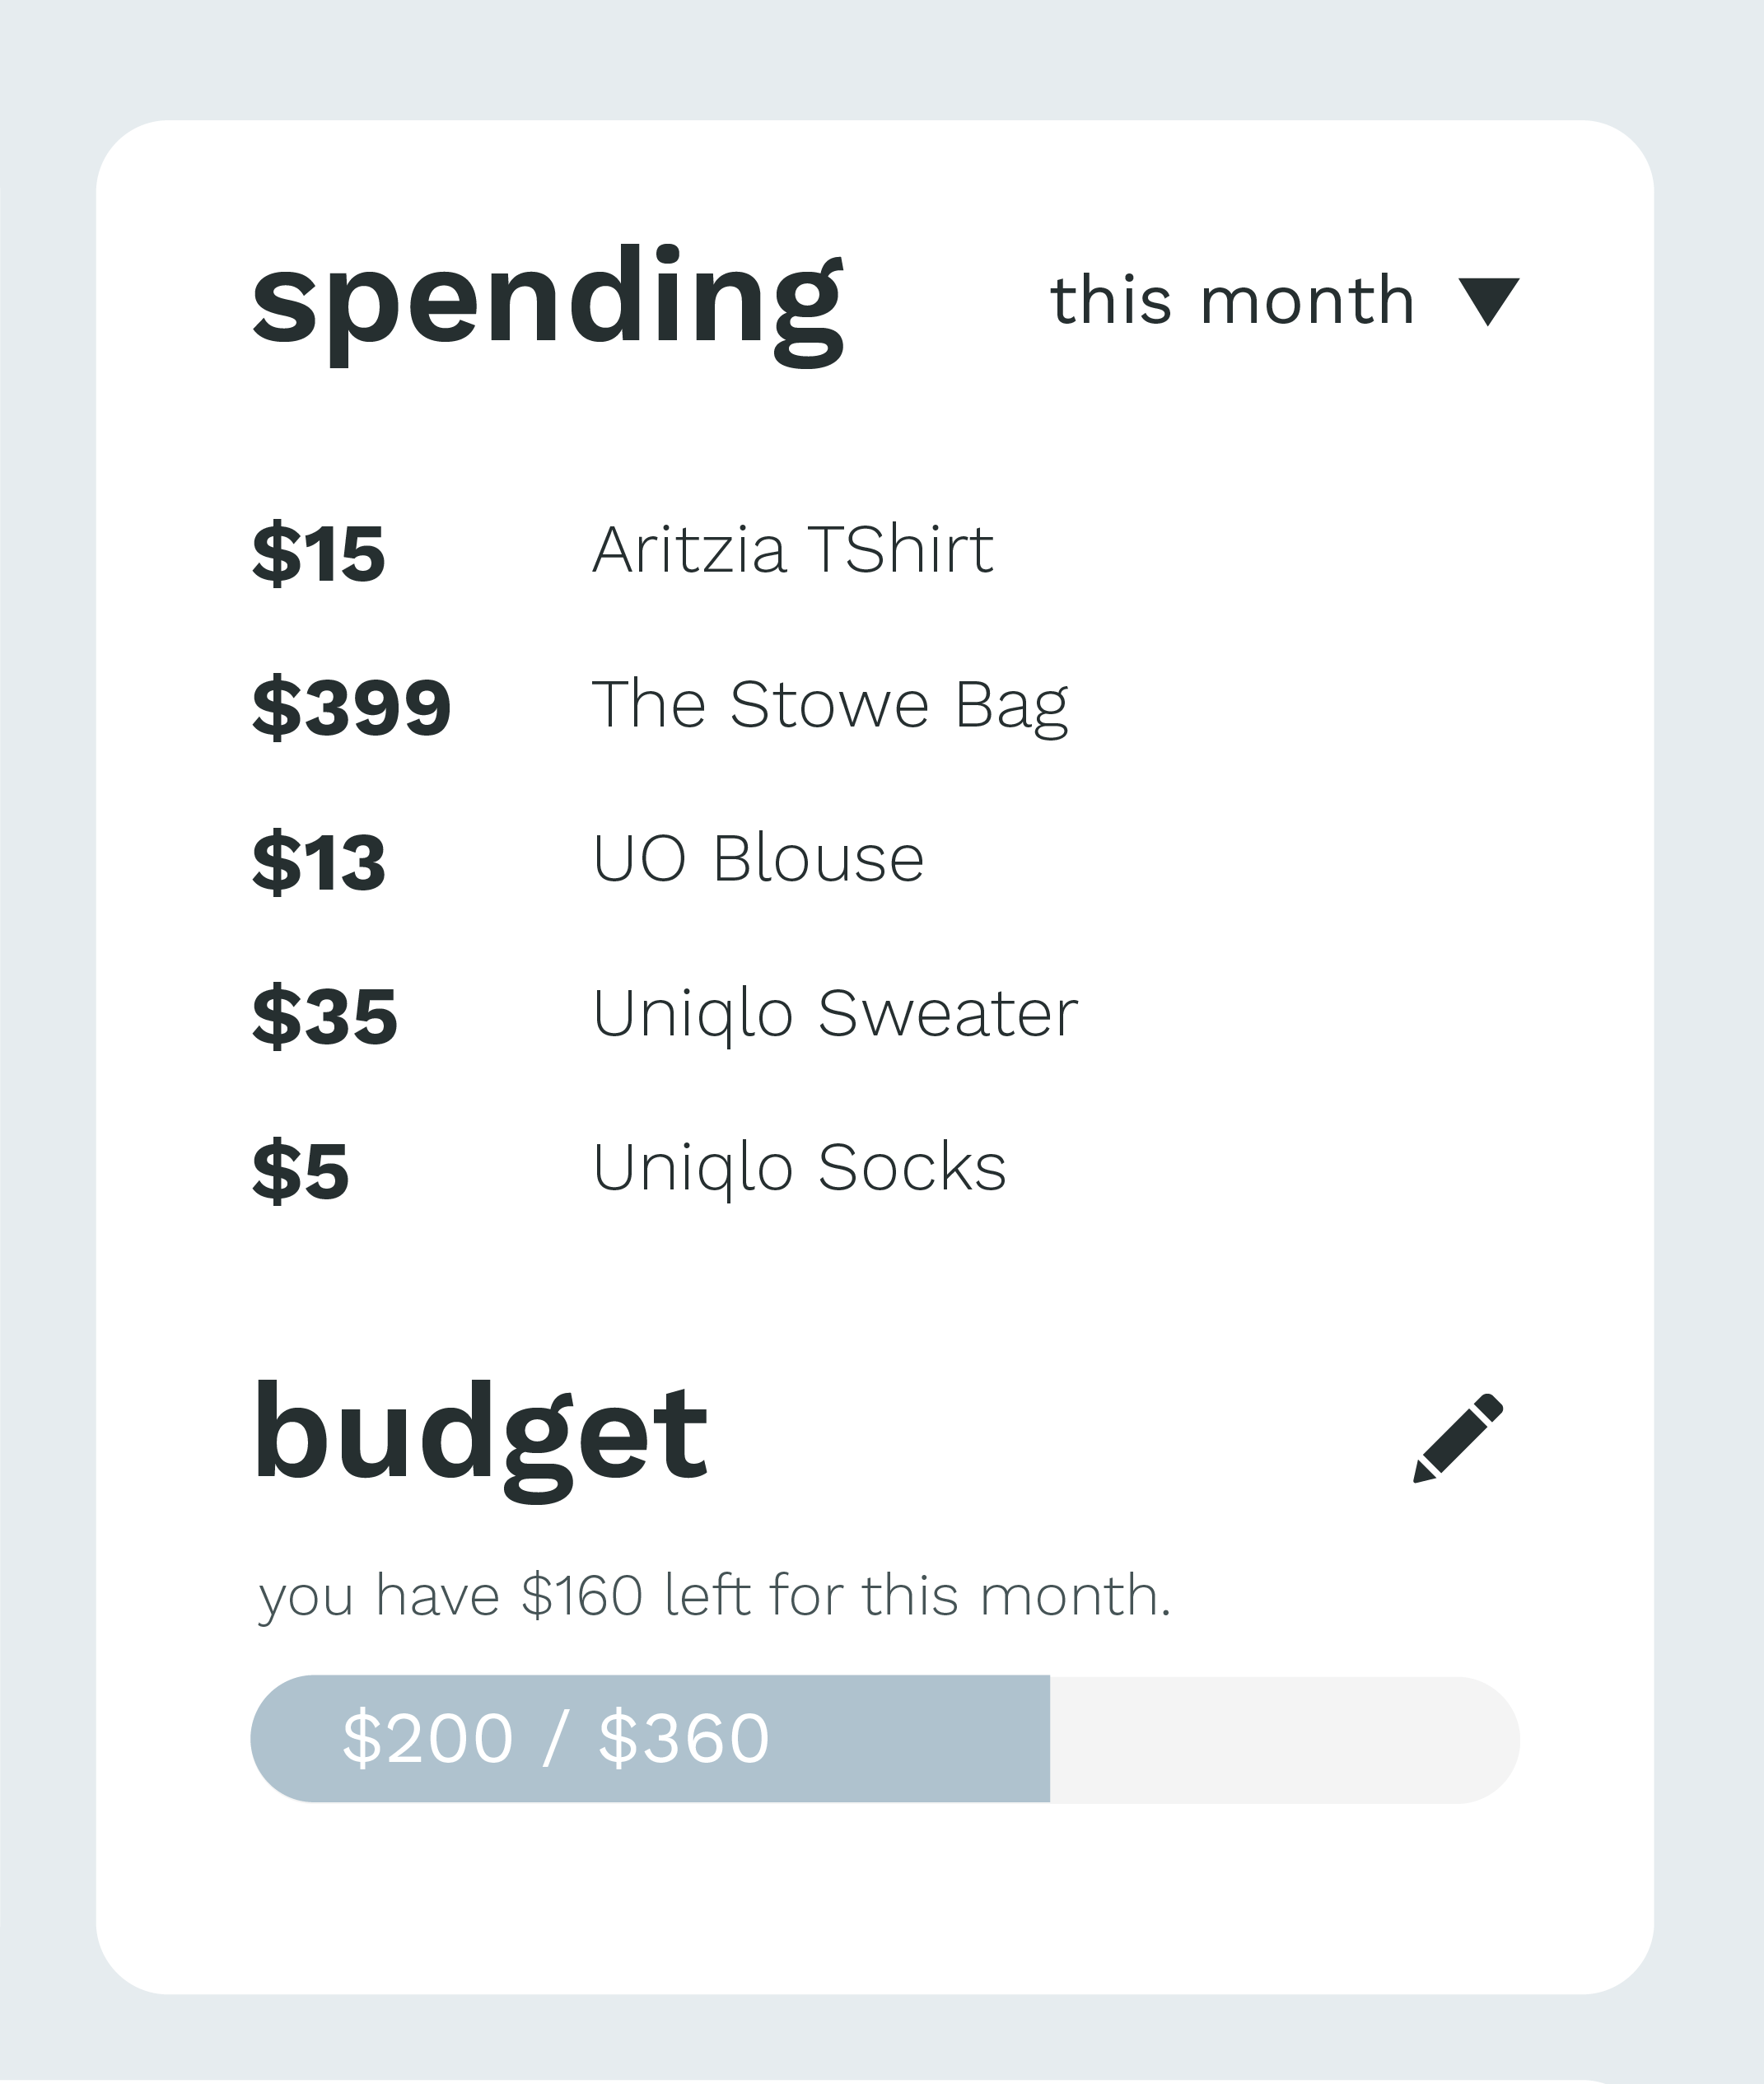 spending
this month
$15 Aritzia TShirt
$399 The Stowe Bag
$13 UO Blouse
$35 Uniqlo Sweater
$5 Uniqlo Socks
budget
you have $160 left for this month.
$200 / $360